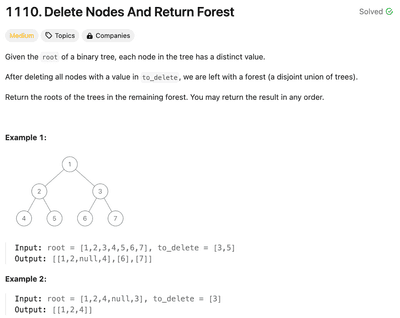 1110. Delete Nodes And Return Forest
Solved
Medium
Topics
Companies
Given the root of a binary tree, each node in the tree has a distinct value.
After deleting all nodes with a value in to_delete, we are left with a forest (a disjoint union of trees).
Return the roots of the trees in the remaining forest. You may return the result in any order.
Example 1:
1
2 3
4 5 6 7
Input: root = [1,2,3,4,5,6,7], to_delete = [3,5]
Output: [[1,2,null,4],[6],[7]]
Example 2:
Input: root = [1,2,4,null,3], to_delete = [3]
Output: [[1,2,4]]